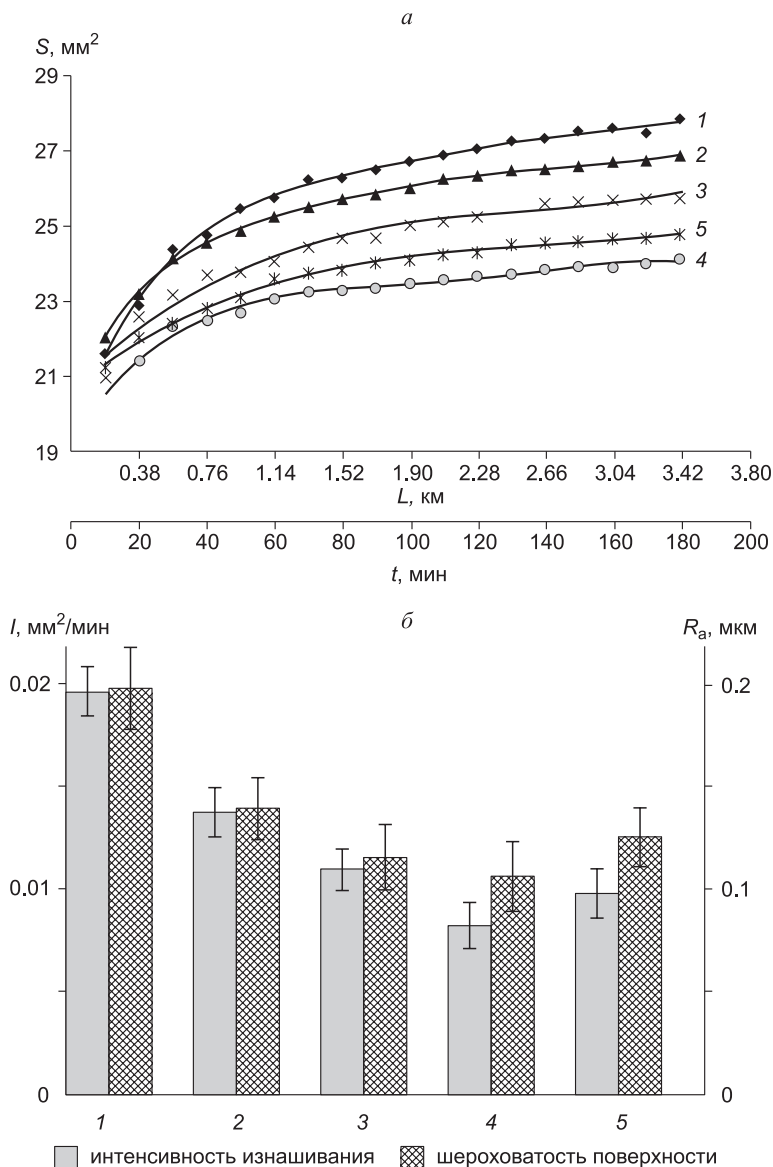 а
S, мм²
29
27
25
23
21
19
1
2
3
5
4
0.38 0.76 1.14 1.52 1.90 2.28 2.66 3.04 3.42 3.80
L, км
0 20 40 60 80 100 120 140 160 180 200
t, мин
б
I, мм²/мин
Rа, мкм
0.02
0.2
0.01
0.1
0
0
1 2 3 4 5
интенсивность изнашивания шероховатость поверхности